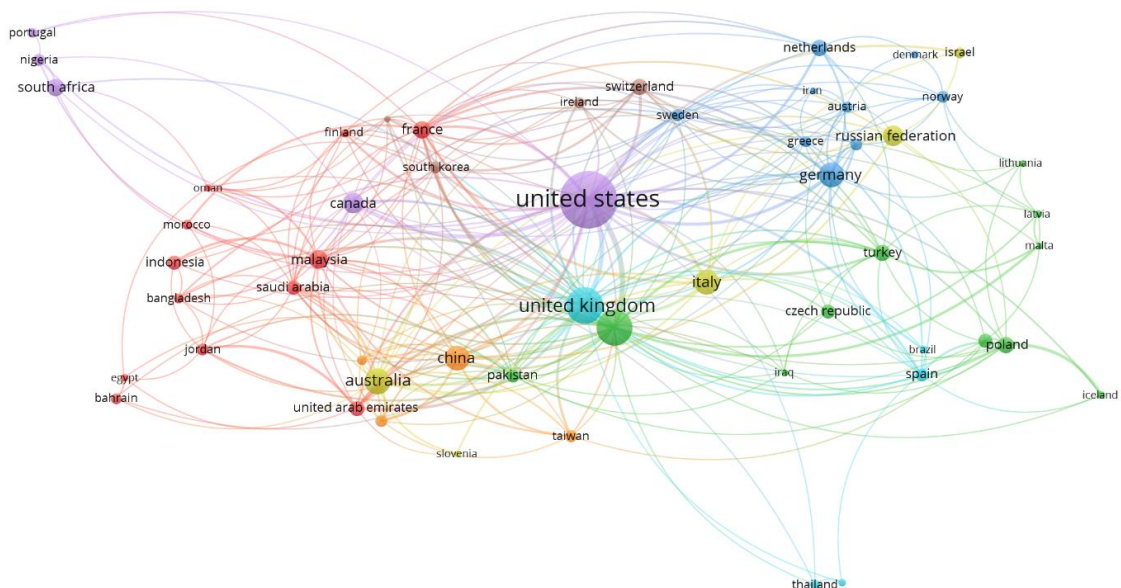 portugal
nigeria
south africa
netherlands
denmark
israel
switzerland
ireland
iran
norway
sweden
austria
finland
france
greece
russian federation
south korea
lithuania
germany
oman
canada
united states
morocco
latvia
malta
turkey
malaysia
indonesia
saudi arabia
italy
bangladesh
united kingdom
czech republic
poland
jordan
china
brazil
egypt
australia
pakistan
iraq
spain
bahrain
united arab emirates
iceland
taiwan
slovenia
thailand